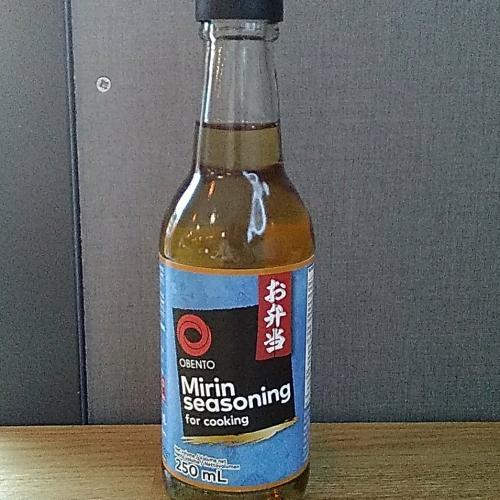 お弁当
OBENTO
Mirin
seasoning
for cooking
250 mL